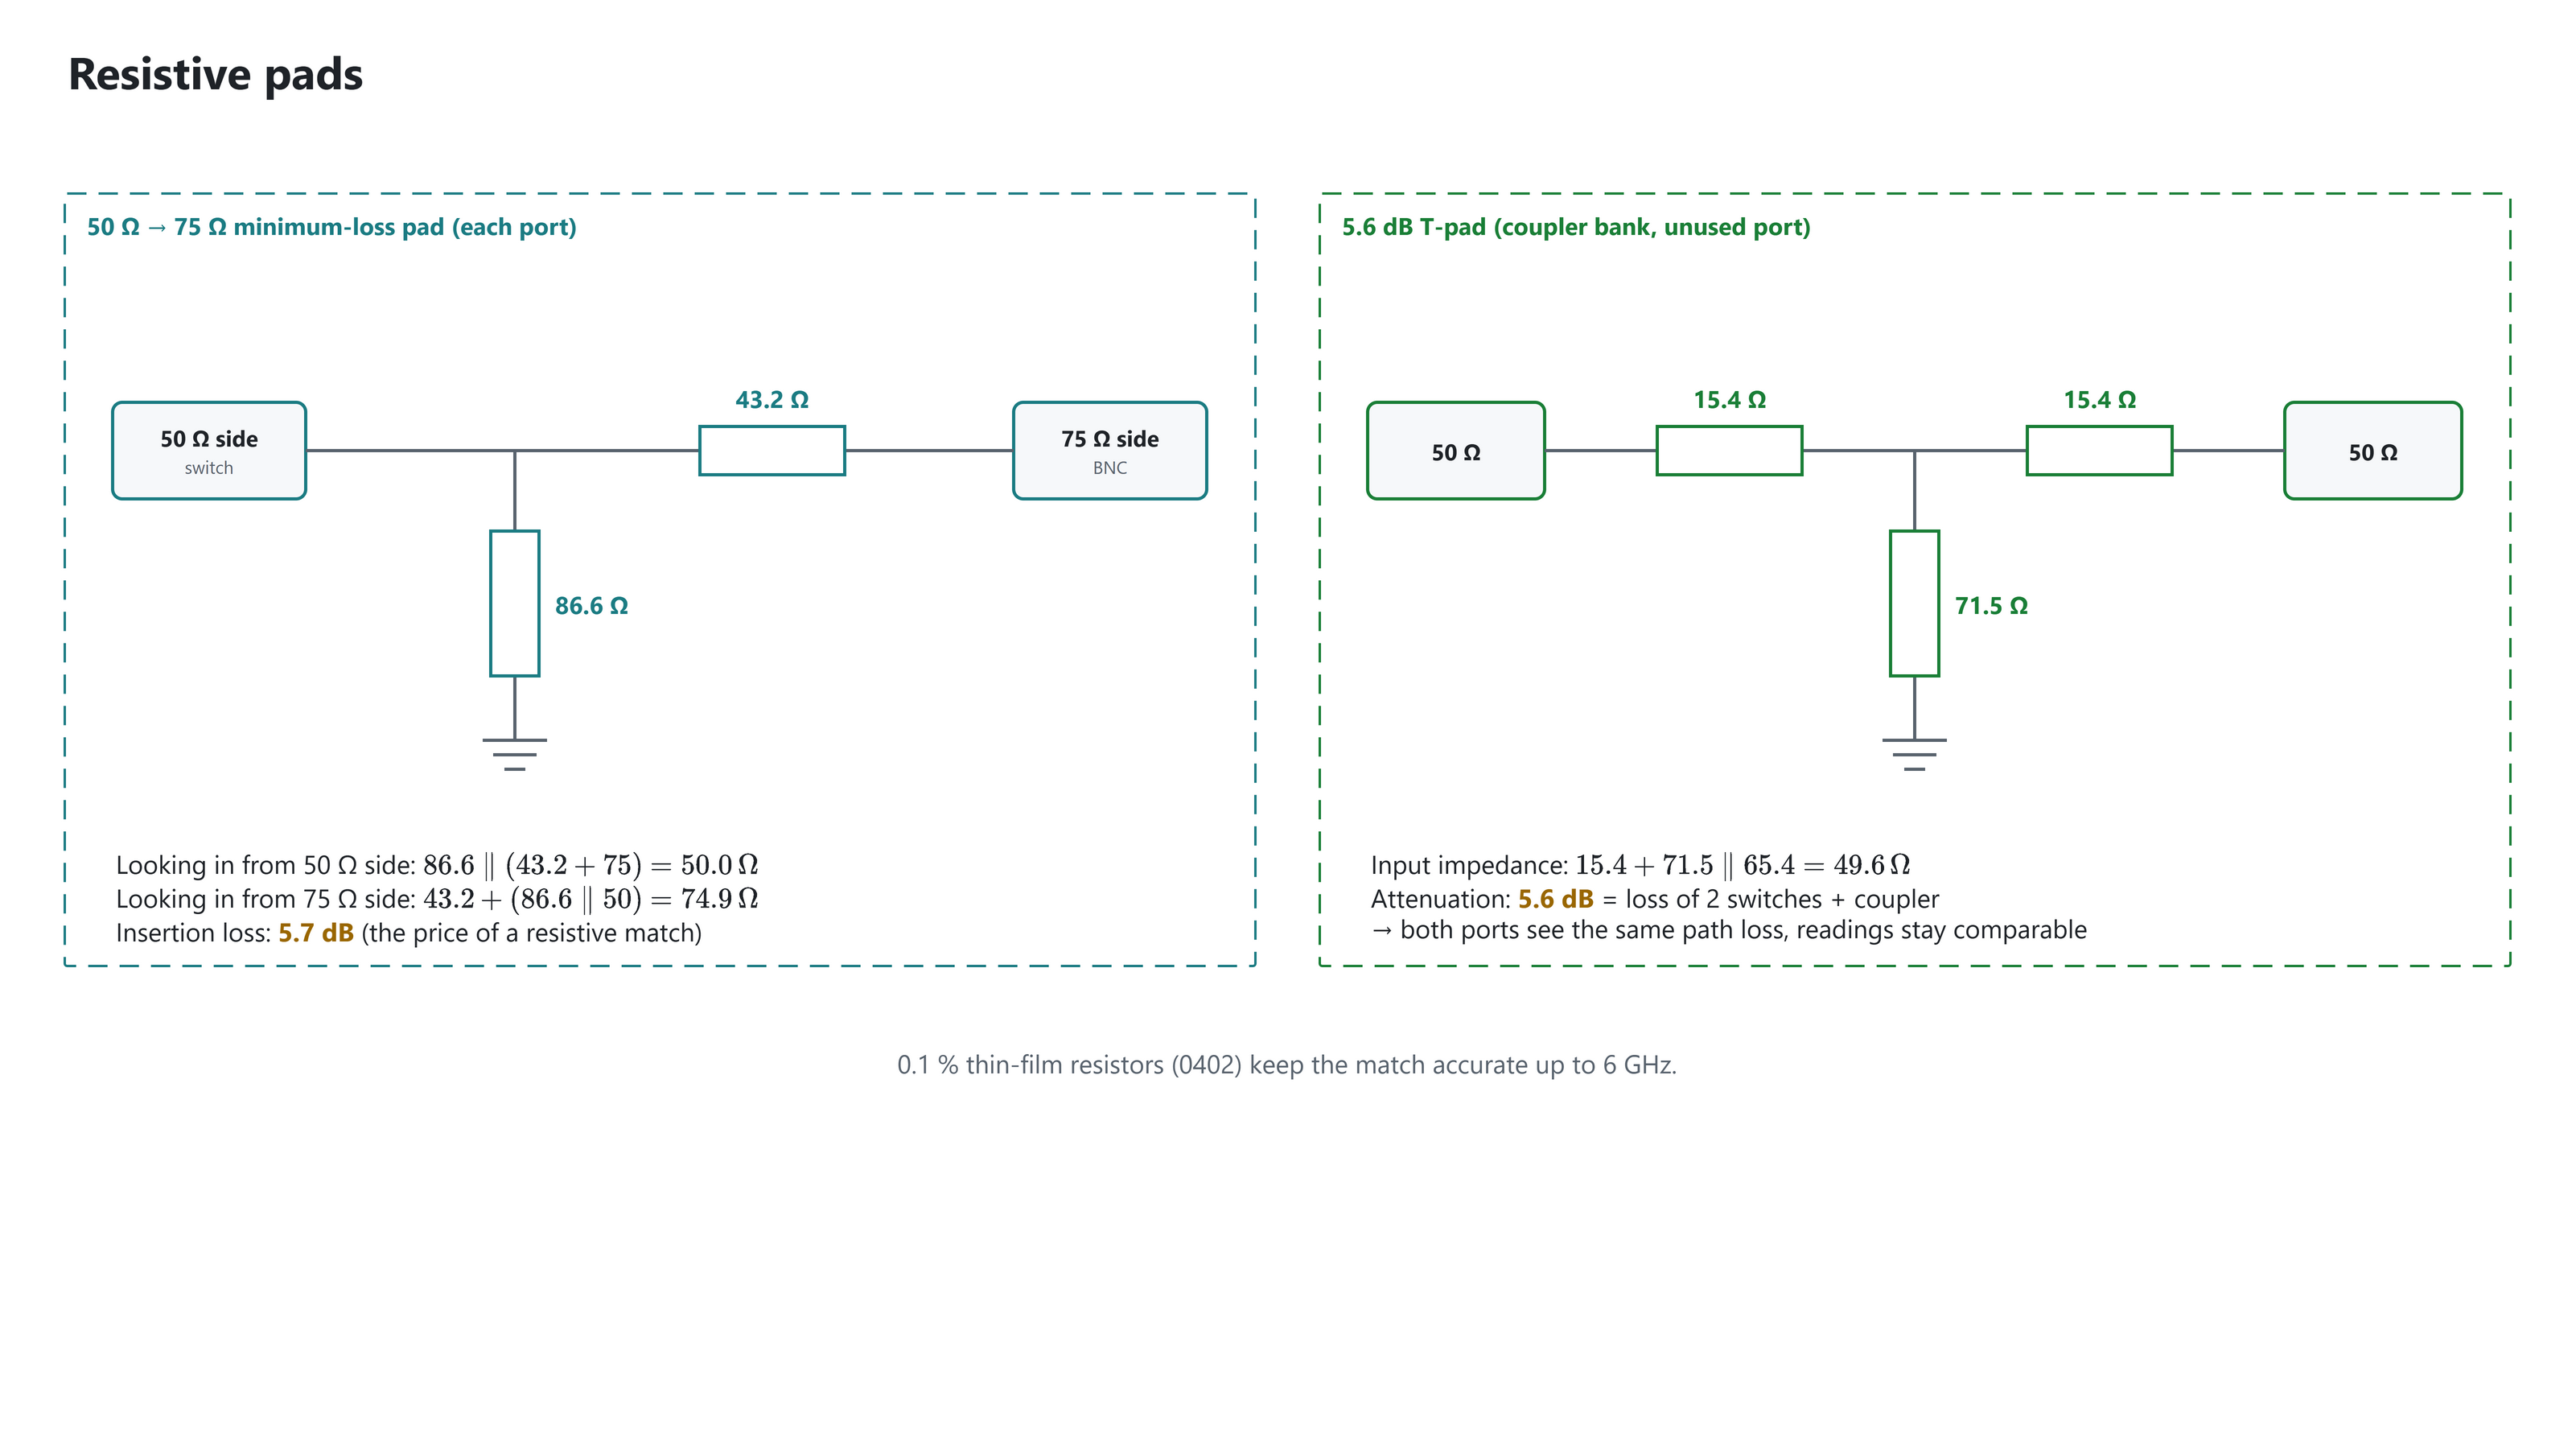 Resistive pads
50 Ω → 75 Ω minimum-loss pad (each port)
43.2 Ω
50 Ω side
switch
75 Ω side
BNC
86.6 Ω
Looking in from 50 Ω side: 86.6 ∥ (43.2 + 75) = 50.0 Ω
Looking in from 75 Ω side: 43.2 + (86.6 ∥ 50) = 74.9 Ω
Insertion loss: 5.7 dB (the price of a resistive match)
5.6 dB T-pad (coupler bank, unused port)
15.4 Ω
15.4 Ω
50 Ω
50 Ω
71.5 Ω
Input impedance: 15.4 + 71.5 ∥ 65.4 = 49.6 Ω
Attenuation: 5.6 dB = loss of 2 switches + coupler
→ both ports see the same path loss, readings stay comparable
0.1 % thin-film resistors (0402) keep the match accurate up to 6 GHz.